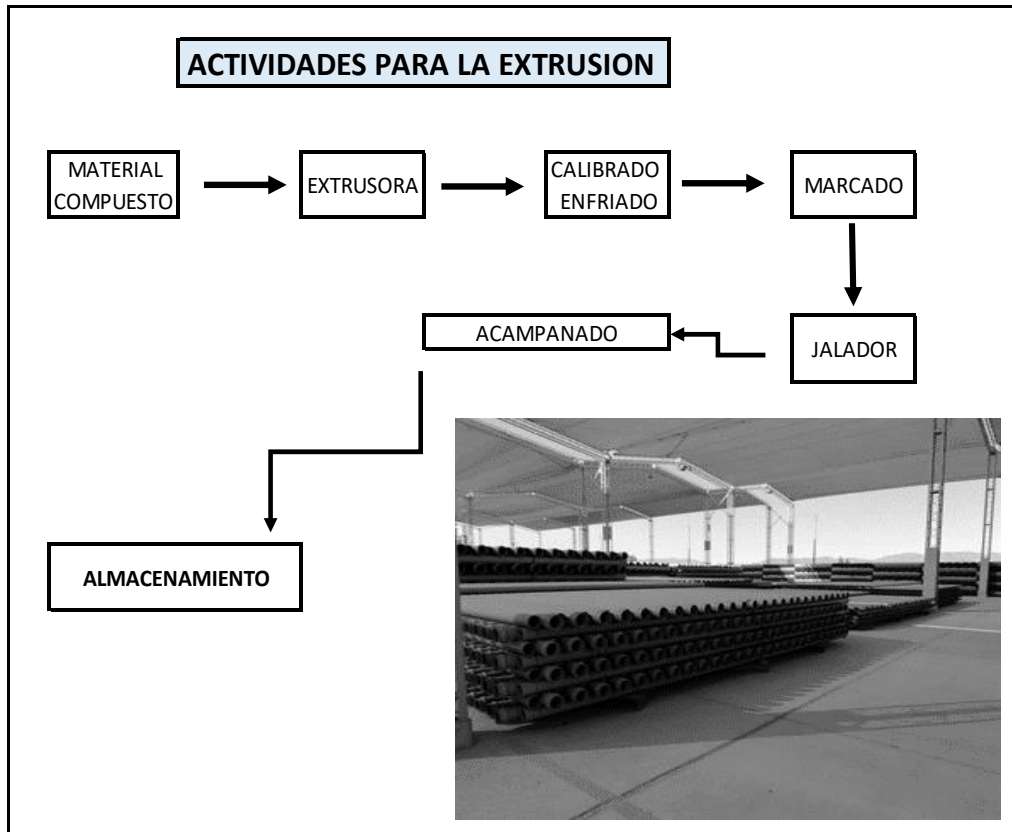 ACTIVIDADES PARA LA EXTRUSION
MATERIAL
COMPUESTO
EXTRUSORA
CALIBRADO
ENFRIADO
MARCADO
JALADOR
ACAMPANADO
ALMACENAMIENTO